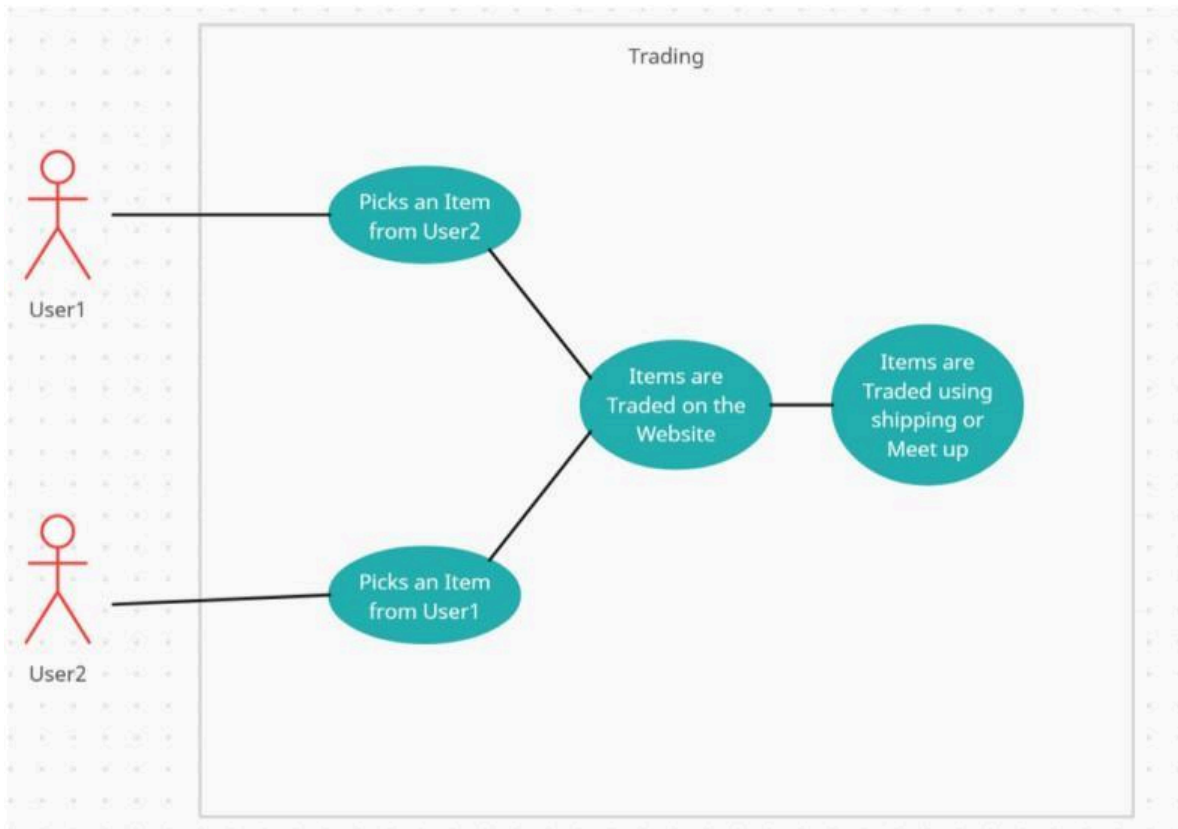 Trading
Picks an Item
from User2
User1
Items are
Traded on the
Website
Items are
Traded using
shipping or
Meet up
Picks an Item
from User1
User2